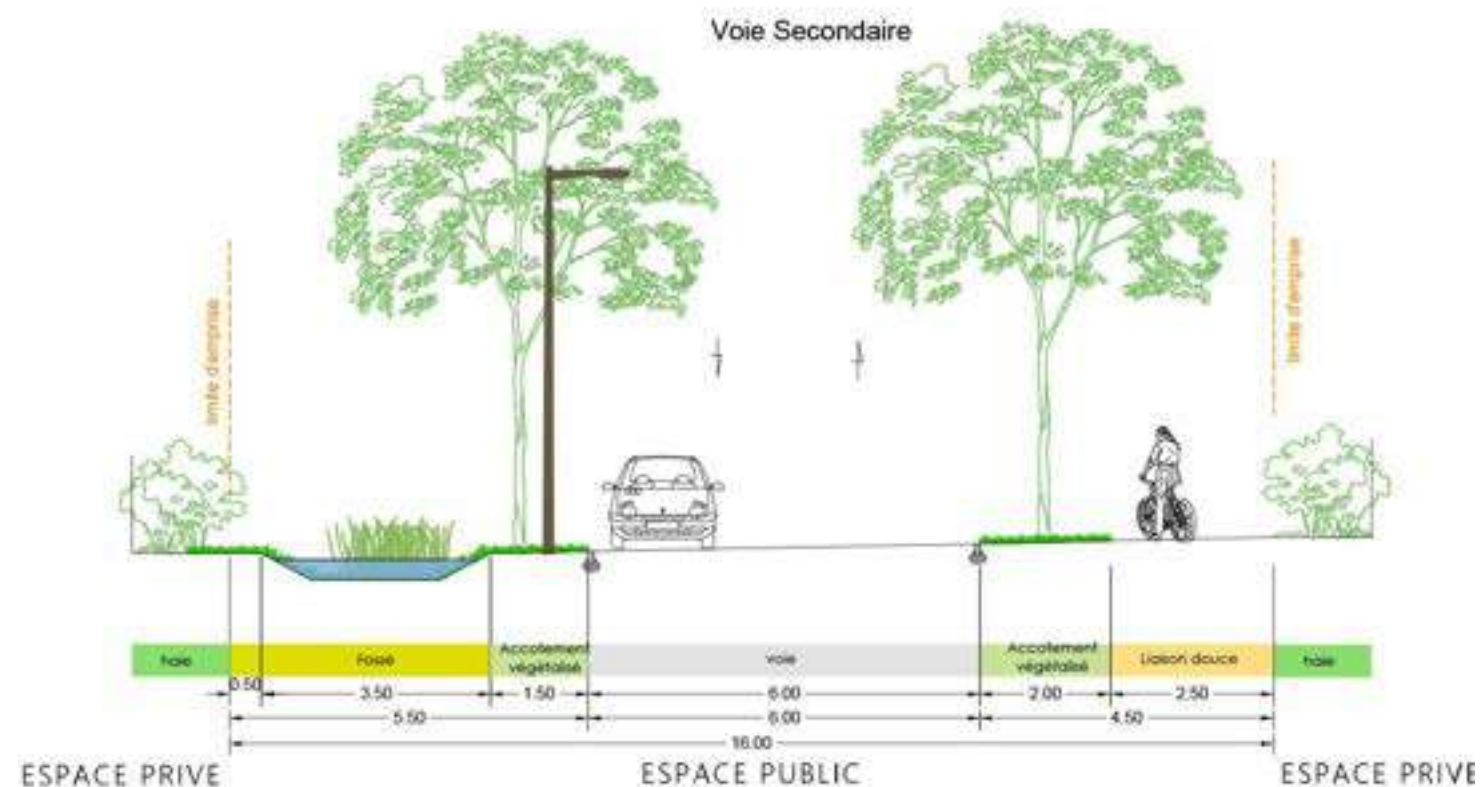 Voie Secondaire
limite d'emprise
limite d'emprise
haie
Fossé
Accotement
végétalisé
voie
Accotement
végétalisé
Liaison douce
haie
0.50
3.50
1.50
6.00
2.00
2.50
5.50
6.00
4.50
16.00
ESPACE PRIVE
ESPACE PUBLIC
ESPACE PRIVE